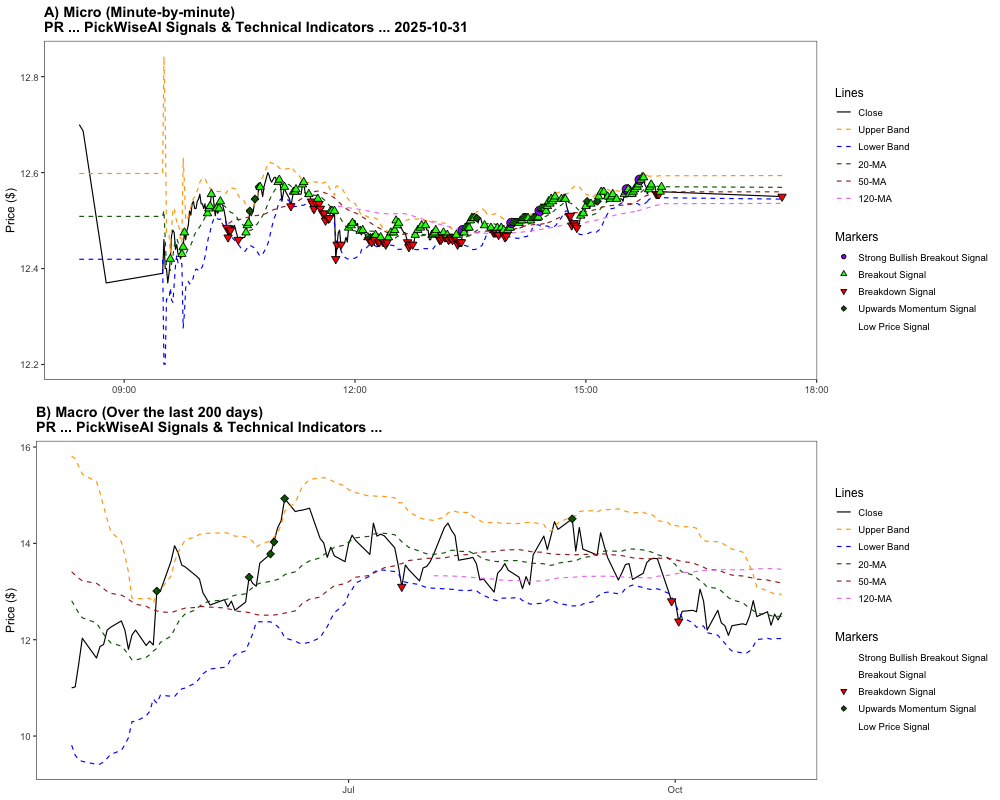 A) Micro (Minute-by-minute)
PR ... PickWiseAI Signals & Technical Indicators ... 2025-10-31
Price ($)
12.8
12.6
12.4
12.2
09:00
12:00
15:00
18:00
Lines
Close
Upper Band
Lower Band
20-MA
50-MA
120-MA
Markers
Strong Bullish Breakout Signal
Breakout Signal
Breakdown Signal
Upwards Momentum Signal
Low Price Signal
B) Macro (Over the last 200 days)
PR ... PickWiseAI Signals & Technical Indicators ...
Price ($)
16
14
12
10
Jul
Oct
Lines
Close
Upper Band
Lower Band
20-MA
50-MA
120-MA
Markers
Strong Bullish Breakout Signal
Breakout Signal
Breakdown Signal
Upwards Momentum Signal
Low Price Signal